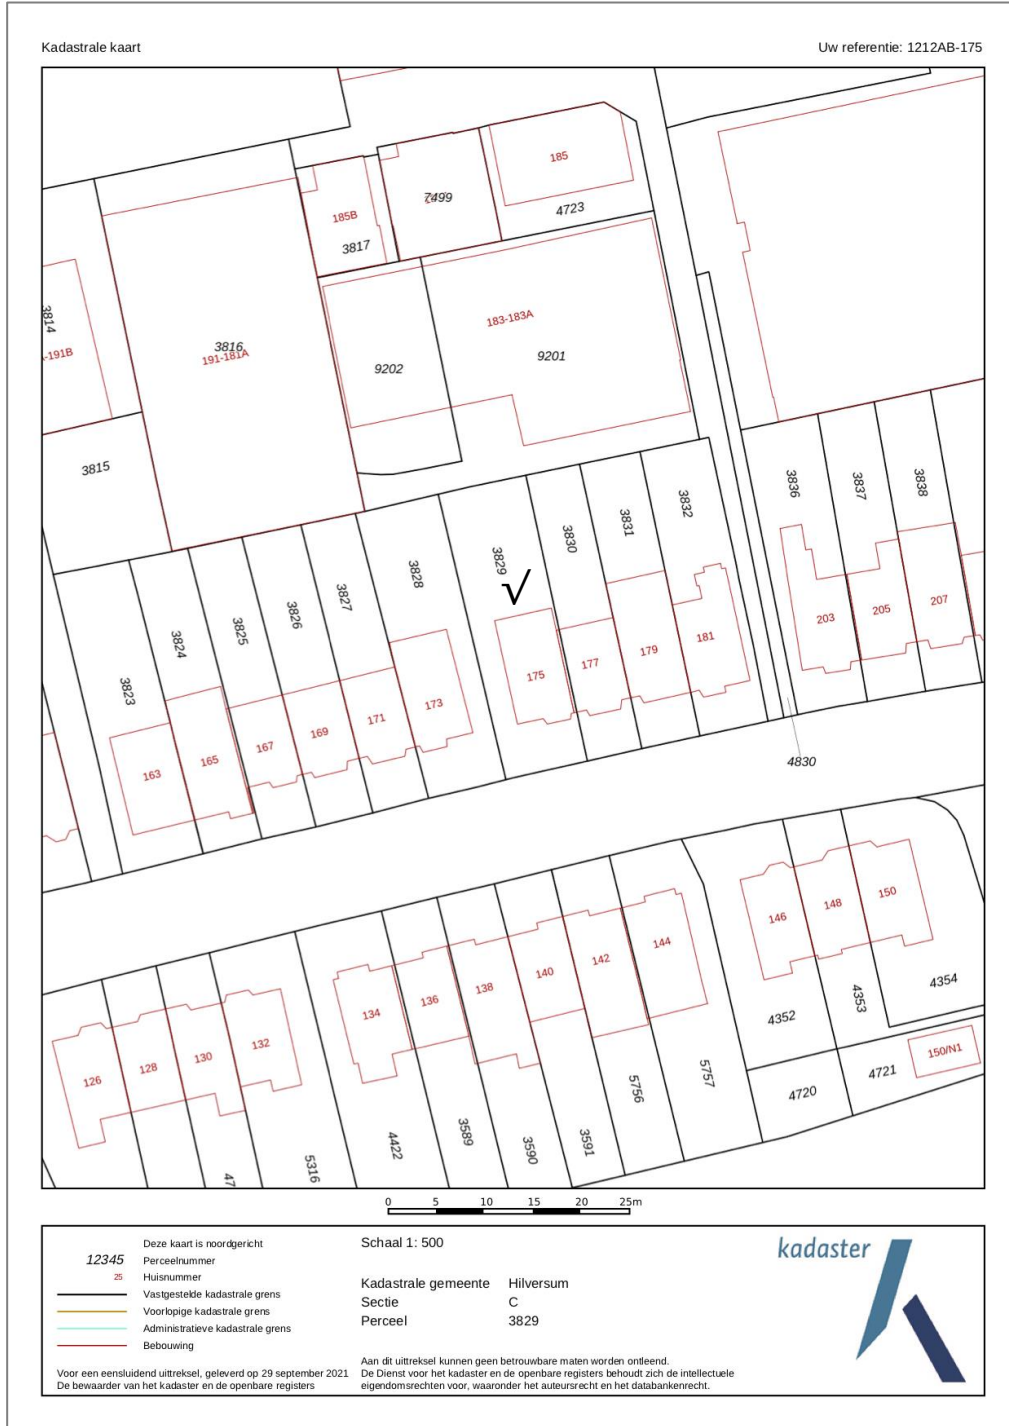 Kadastrale kaart
Uw referentie: 1212AB-175
185
7499
4723
185B
3817
183-183A
3814
-191B
3816
191-181A
9202
9201
3815
3836
3837
3838
3832
3831
3830
3829
√
3828
3827
3826
3825
3824
3823
203
205
207
181
179
177
175
173
171
169
167
165
163
4830
150
148
146
144
142
140
138
136
134
132
130
128
126
4354
4353
4352
4721
150/N1
4720
5757
5756
3591
3590
3589
4422
5316
47
0 5 10 15 20 25m
Deze kaart is noordgericht
12345 Perceelnummer
25 Huisnummer
Vastgestelde kadastrale grens
Voorlopige kadastrale grens
Administratieve kadastrale grens
Bebouwing
Voor een eensluidend uittreksel, geleverd op 29 september 2021
De bewaarder van het kadaster en de openbare registers
Schaal 1: 500
Kadastrale gemeente Hilversum
Sectie C
Perceel 3829
Aan dit uittreksel kunnen geen betrouwbare maten worden ontleend.
De Dienst voor het kadaster en de openbare registers behoudt zich de intellectuele
eigendomsrechten voor, waaronder het auteursrecht en het databankenrecht.
kadaster